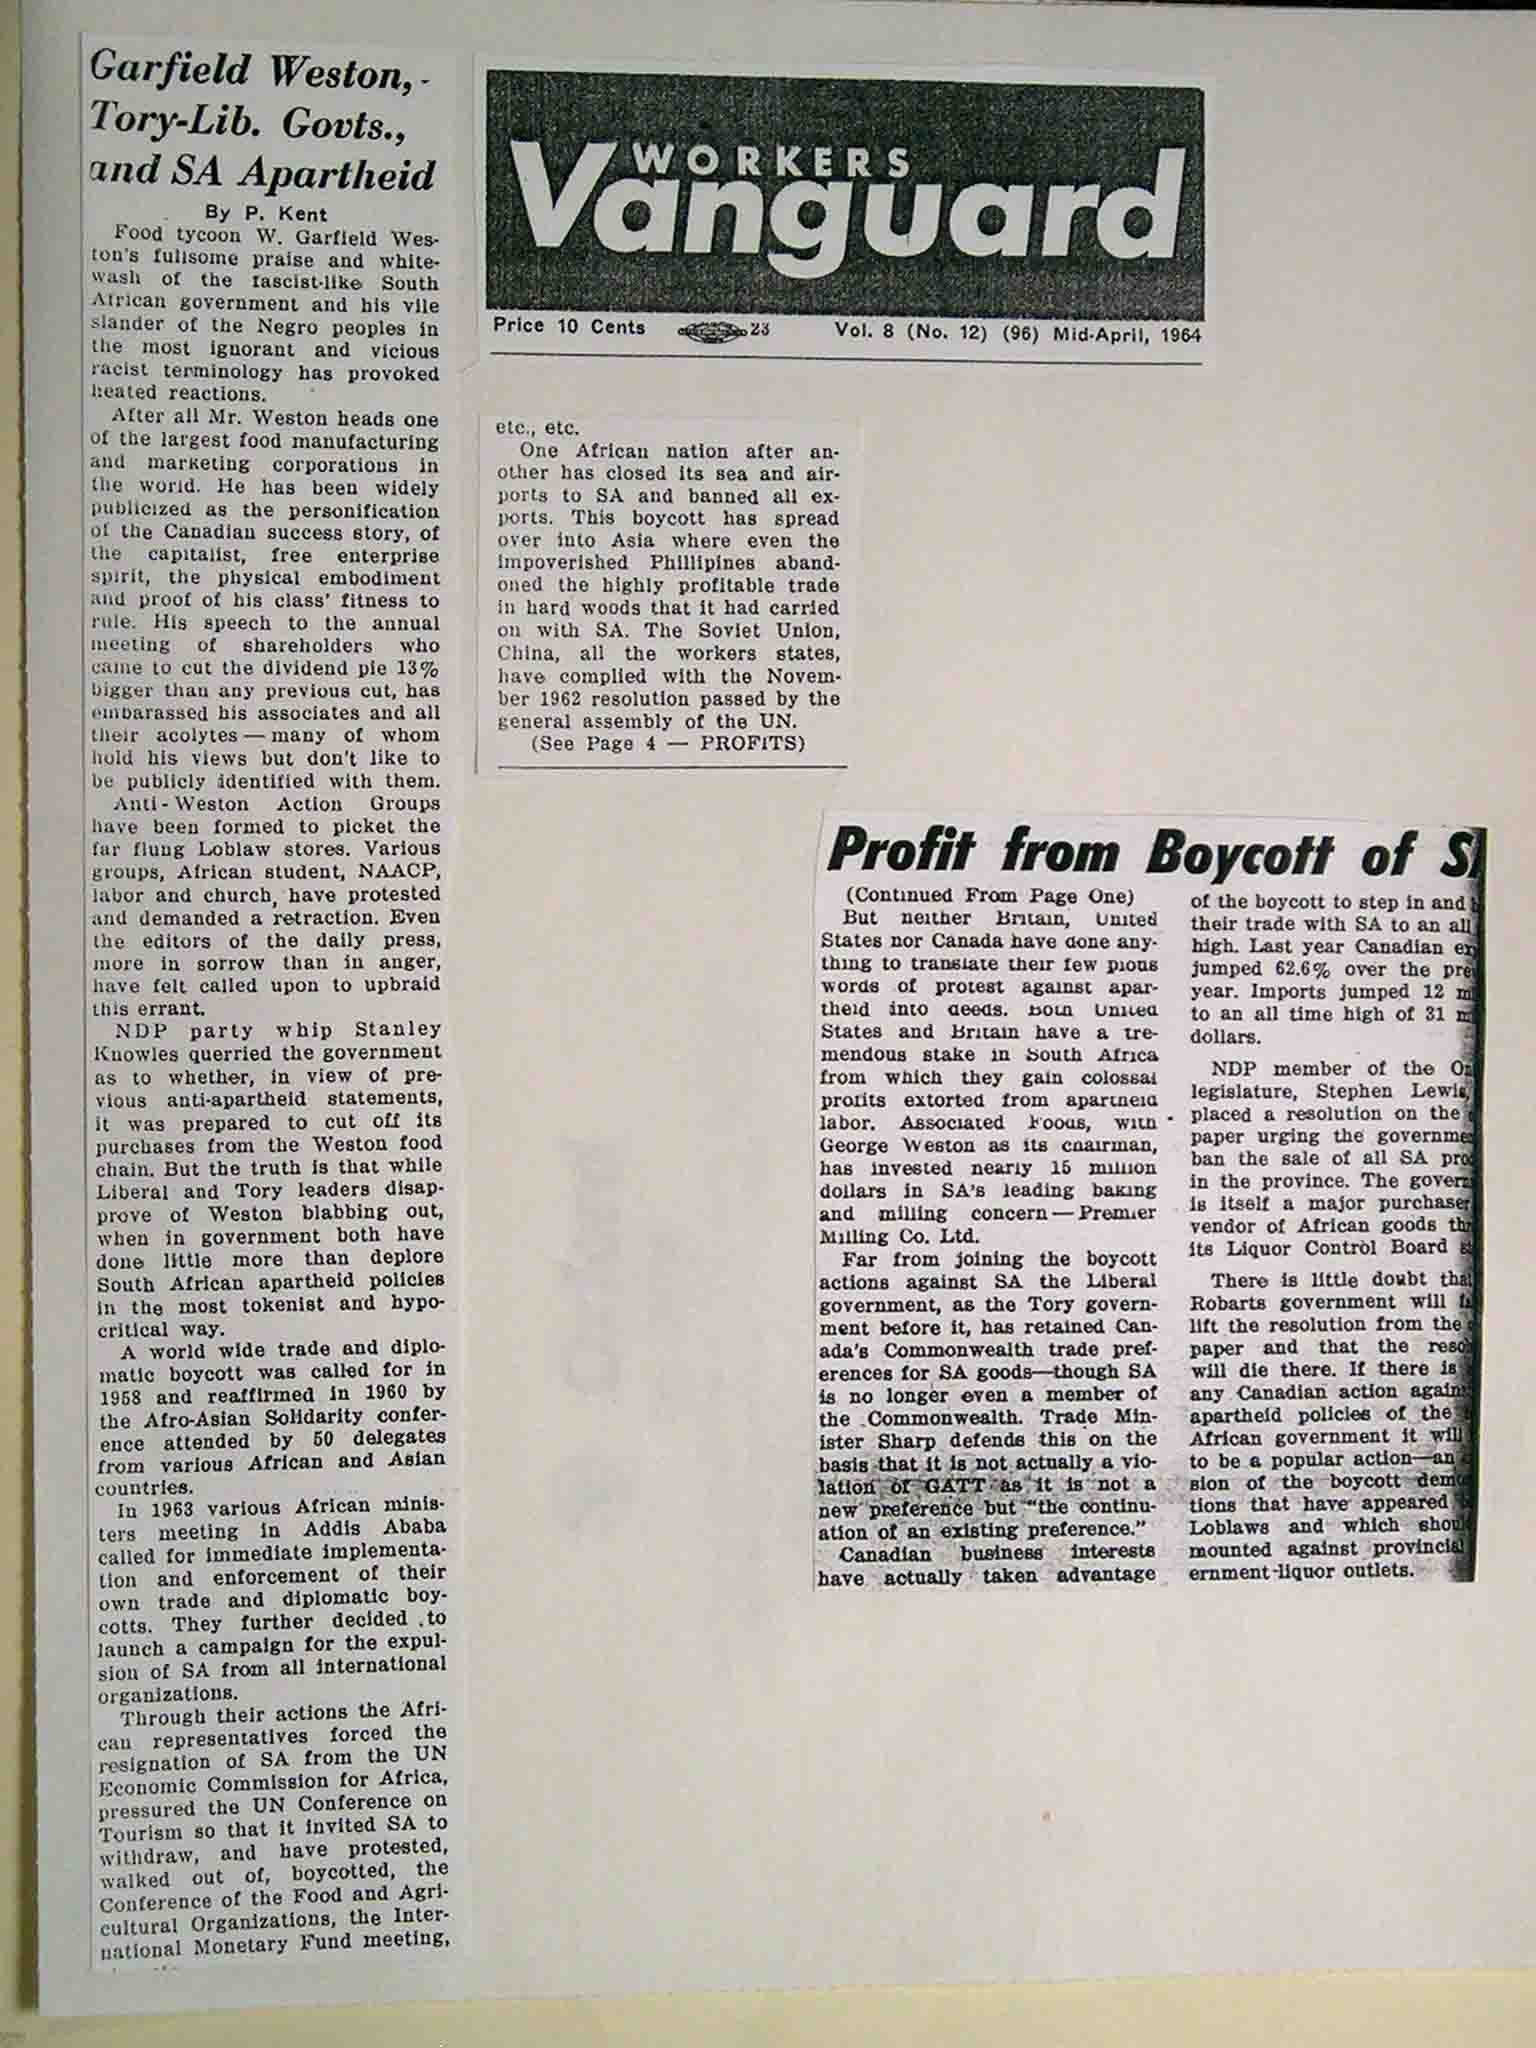 Garfield Weston, -
Tory-Lib. Govts.,
and SA Apartheid
By P. Kent
Food tycoon W. Garfield Wes-
ton's fullsome praise and white-
wash of the fascist-like South
African government and his vile
slander of the Negro peoples in
the most ignorant and vicious
racist terminology has provoked
heated reactions.
After all Mr. Weston heads one
of the largest food manufacturing
and marketing corporations in
the world. He has been widely
publicized as the personification
of the Canadian success story, of
the capitalist, free enterprise
spirit, the physical embodiment
and proof of his class' fitness to
rule. His speech to the annual
meeting of shareholders who
came to cut the dividend pie 13%
bigger than any previous cut, has
embarassed his associates and all
their acolytes — many of whom
hold his views but don't like to
be publicly identified with them.
Anti-Weston Action Groups
have been formed to picket the
far flung Loblaw stores. Various
groups, African student, NAACP,
labor and church, have protested
and demanded a retraction. Even
the editors of the daily press,
more in sorrow than in anger,
have felt called upon to upbraid
this errant.
NDP party whip Stanley
Knowles querried the government
as to whether, in view of pre-
vious anti-apartheid statements,
it was prepared to cut off its
purchases from the Weston food
chain. But the truth is that while
Liberal and Tory leaders disap-
prove of Weston blabbing out,
when in government both have
done little more than deplore
South African apartheid policies
in the most tokenist and hypo-
critical way.
A world wide trade and diplo-
matic boycott was called for in
1958 and reaffirmed in 1960 by
the Afro-Asian Solidarity confer-
ence attended by 50 delegates
from various African and Asian
countries.
In 1963 various African minis-
ters meeting in Addis Ababa
called for immediate implementa-
tion and enforcement of their
own trade and diplomatic boy-
cotts. They further decided to
launch a campaign for the expul-
sion of SA from all international
organizations.
Through their actions the Afri-
can representatives forced the
resignation of SA from the UN
Economic Commission for Africa,
pressured the UN Conference on
Tourism so that it invited SA to
withdraw, and have protested,
walked out of, boycotted, the
Conference of the Food and Agri-
cultural Organizations, the Inter-
national Monetary Fund meeting,
WORKERS
Vanguard
Price 10 Cents 23 Vol. 8 (No. 12) (96) Mid-April, 1964
etc., etc.
One African nation after an-
other has closed its sea and air-
ports to SA and banned all ex-
ports. This boycott has spread
over into Asia where even the
impoverished Phillipines aband-
oned the highly profitable trade
in hard woods that it had carried
on with SA. The Soviet Union,
China, all the workers states,
have complied with the Novem-
ber 1962 resolution passed by the
general assembly of the UN.
(See Page 4 — PROFITS)
Profit from Boycott of
(Continued From Page One)
But neither Britain, United
States nor Canada have done any-
thing to translate their few pious
words of protest against apar-
theid into deeds. Both United
States and Britain have a tre-
mendous stake in South Africa
from which they gain colossal
profits extorted from apartheid
labor. Associated Foods, with
George Weston as its chairman,
has invested nearly 15 million
dollars in SA's leading baking
and milling concern — Premier
Milling Co. Ltd.
Far from joining the boycott
actions against SA the Liberal
government, as the Tory govern-
ment before it, has retained Can-
ada's Commonwealth trade pref-
erences for SA goods—though SA
is no longer even a member of
the Commonwealth. Trade Min-
ister Sharp defends this on the
basis that it is not actually a vio-
lation of GATT as it is not a
new preference but "the continu-
ation of an existing preference."
Canadian business interests
have actually taken advantage
of the boycott to step in and
their trade with SA to an all
high. Last year Canadian
jumped 62.6% over the
year. Imports jumped 12
to an all time high of 31
dollars.
NDP member of the
legislature, Stephen Lewis,
placed a resolution on the
paper urging the
ban the sale of all SA
in the province. The
is itself a major purchaser
vendor of African goods
its Liquor Control Board
There is little doubt
Robarts government will
lift the resolution from the
paper and that the
will die there. If there is
any Canadian action
apartheid policies of the
African government it will
to be a popular action—
sion of the boycott
tions that have appeared
Loblaws and which
mounted against
ernment-liquor outlets.